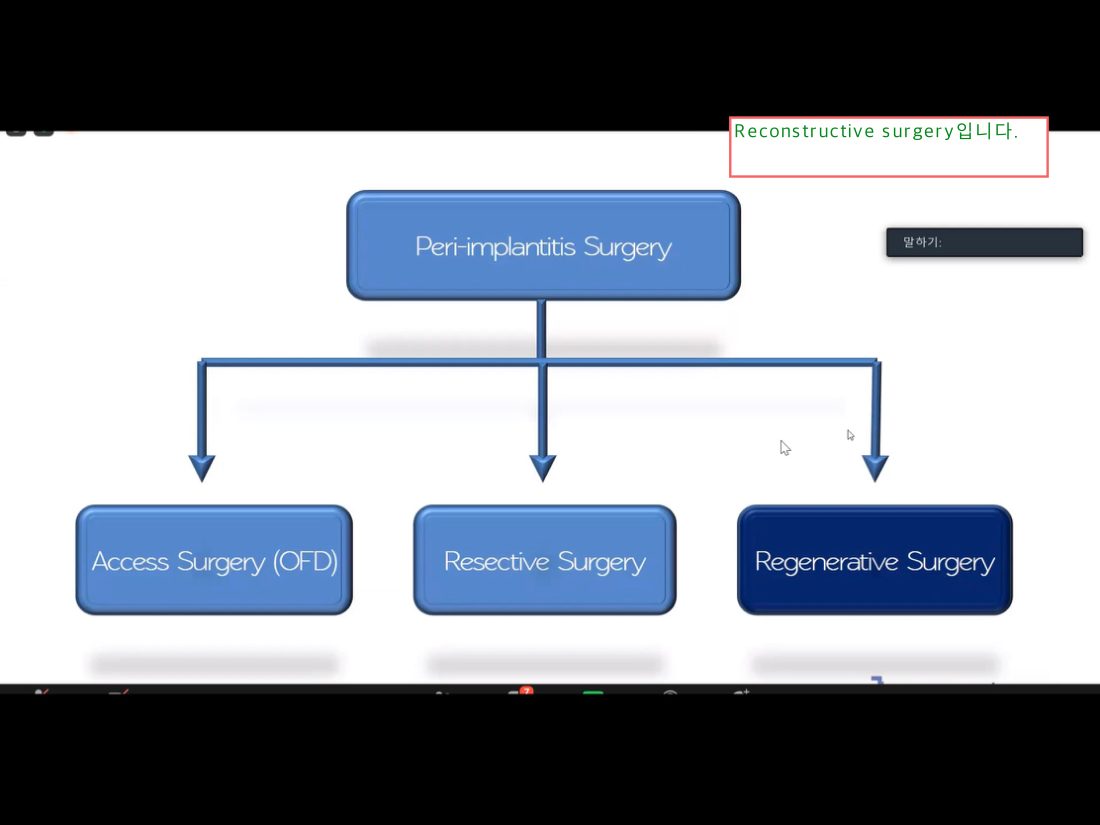 Reconstructive surgery입니다.
Peri-implantitis Surgery
말하기:
Access Surgery (OFD)
Resective Surgery
Regenerative Surgery
7